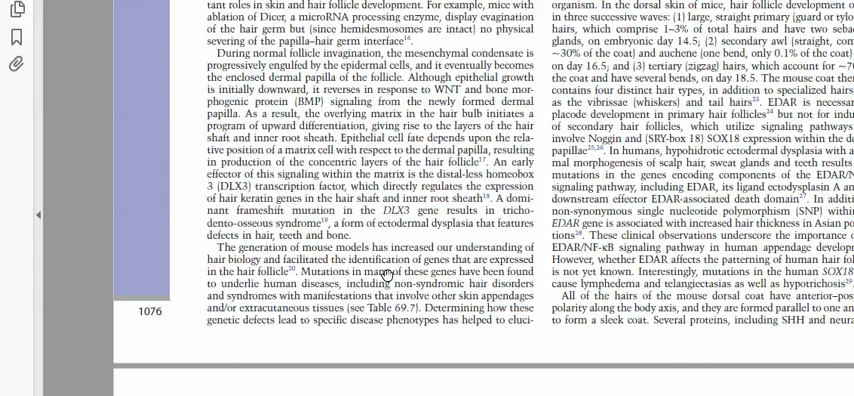 tant roles in skin and hair follicle development. For example, mice with
ablation of Dicer, a microRNA processing enzyme, display evagination
of the hair germ but (since hemidesmosomes are intact) no physical
severing of the papilla–hair germ interface16.
During normal follicle invagination, the mesenchymal condensate is
progressively engulfed by the epidermal cells, and it eventually becomes
the enclosed dermal papilla of the follicle. Although epithelial growth
is initially downward, it reverses in response to WNT and bone mor-
phogenic protein (BMP) signaling from the newly formed dermal
papilla. As a result, the overlying matrix in the hair bulb initiates a
program of upward differentiation, giving rise to the layers of the hair
shaft and inner root sheath. Epithelial cell fate depends upon the rela-
tive position of a matrix cell with respect to the dermal papilla, resulting
in production of the concentric layers of the hair follicle17. An early
effector of this signaling within the matrix is the distal-less homeobox
3 (DLX3) transcription factor, which directly regulates the expression
of hair keratin genes in the hair shaft and inner root sheath18. A domi-
nant frameshift mutation in the DLX3 gene results in tricho-
dento-osseous syndrome19, a form of ectodermal dysplasia that features
defects in hair, teeth and bone.
The generation of mouse models has increased our understanding of
hair biology and facilitated the identification of genes that are expressed
in the hair follicle20. Mutations in many of these genes have been found
to underlie human diseases, including non-syndromic hair disorders
and syndromes with manifestations that involve other skin appendages
and/or extracutaneous tissues (see Table 69.7). Determining how these
genetic defects lead to specific disease phenotypes has helped to eluci-
organism. In the dorsal skin of mice, hair follicle development o
in three successive waves: (1) large, straight primary (guard or tylo
hairs, which comprise 1–3% of total hairs and have two seba
glands, on embryonic day 14.5; (2) secondary awl (straight, com
~30% of the coat) and auchene (one bend, only 0.1% of the coat)
on day 16.5; and (3) tertiary (zigzag) hairs, which account for ~7
the coat and have several bends, on day 18.5. The mouse coat the
contains four distinct hair types, in addition to specialized hairs
as the vibrissae (whiskers) and tail hairs23. EDAR is necessar
placode development in primary hair follicles24 but not for indu
of secondary hair follicles, which utilize signaling pathways
involve Noggin and (SRY-box 18) SOX18 expression within the de
papillae25,26. In humans, hypohidrotic ectodermal dysplasia with a
mal morphogenesis of scalp hair, sweat glands and teeth results
mutations in the genes encoding components of the EDAR/N
signaling pathway, including EDAR, its ligand ectodysplasin A an
downstream effector EDAR-associated death domain27. In additi
non-synonymous single nucleotide polymorphism (SNP) within
EDAR gene is associated with increased hair thickness in Asian po
tions28. These clinical observations underscore the importance o
EDAR/NF-κB signaling pathway in human appendage develop
However, whether EDAR affects the patterning of human hair fol
is not yet known. Interestingly, mutations in the human SOX18
cause lymphedema and telangiectasias as well as hypotrichosis29.
All of the hairs of the mouse dorsal coat have anterior–pos
polarity along the body axis, and they are formed parallel to one an
to form a sleek coat. Several proteins, including SHH and neura
1076